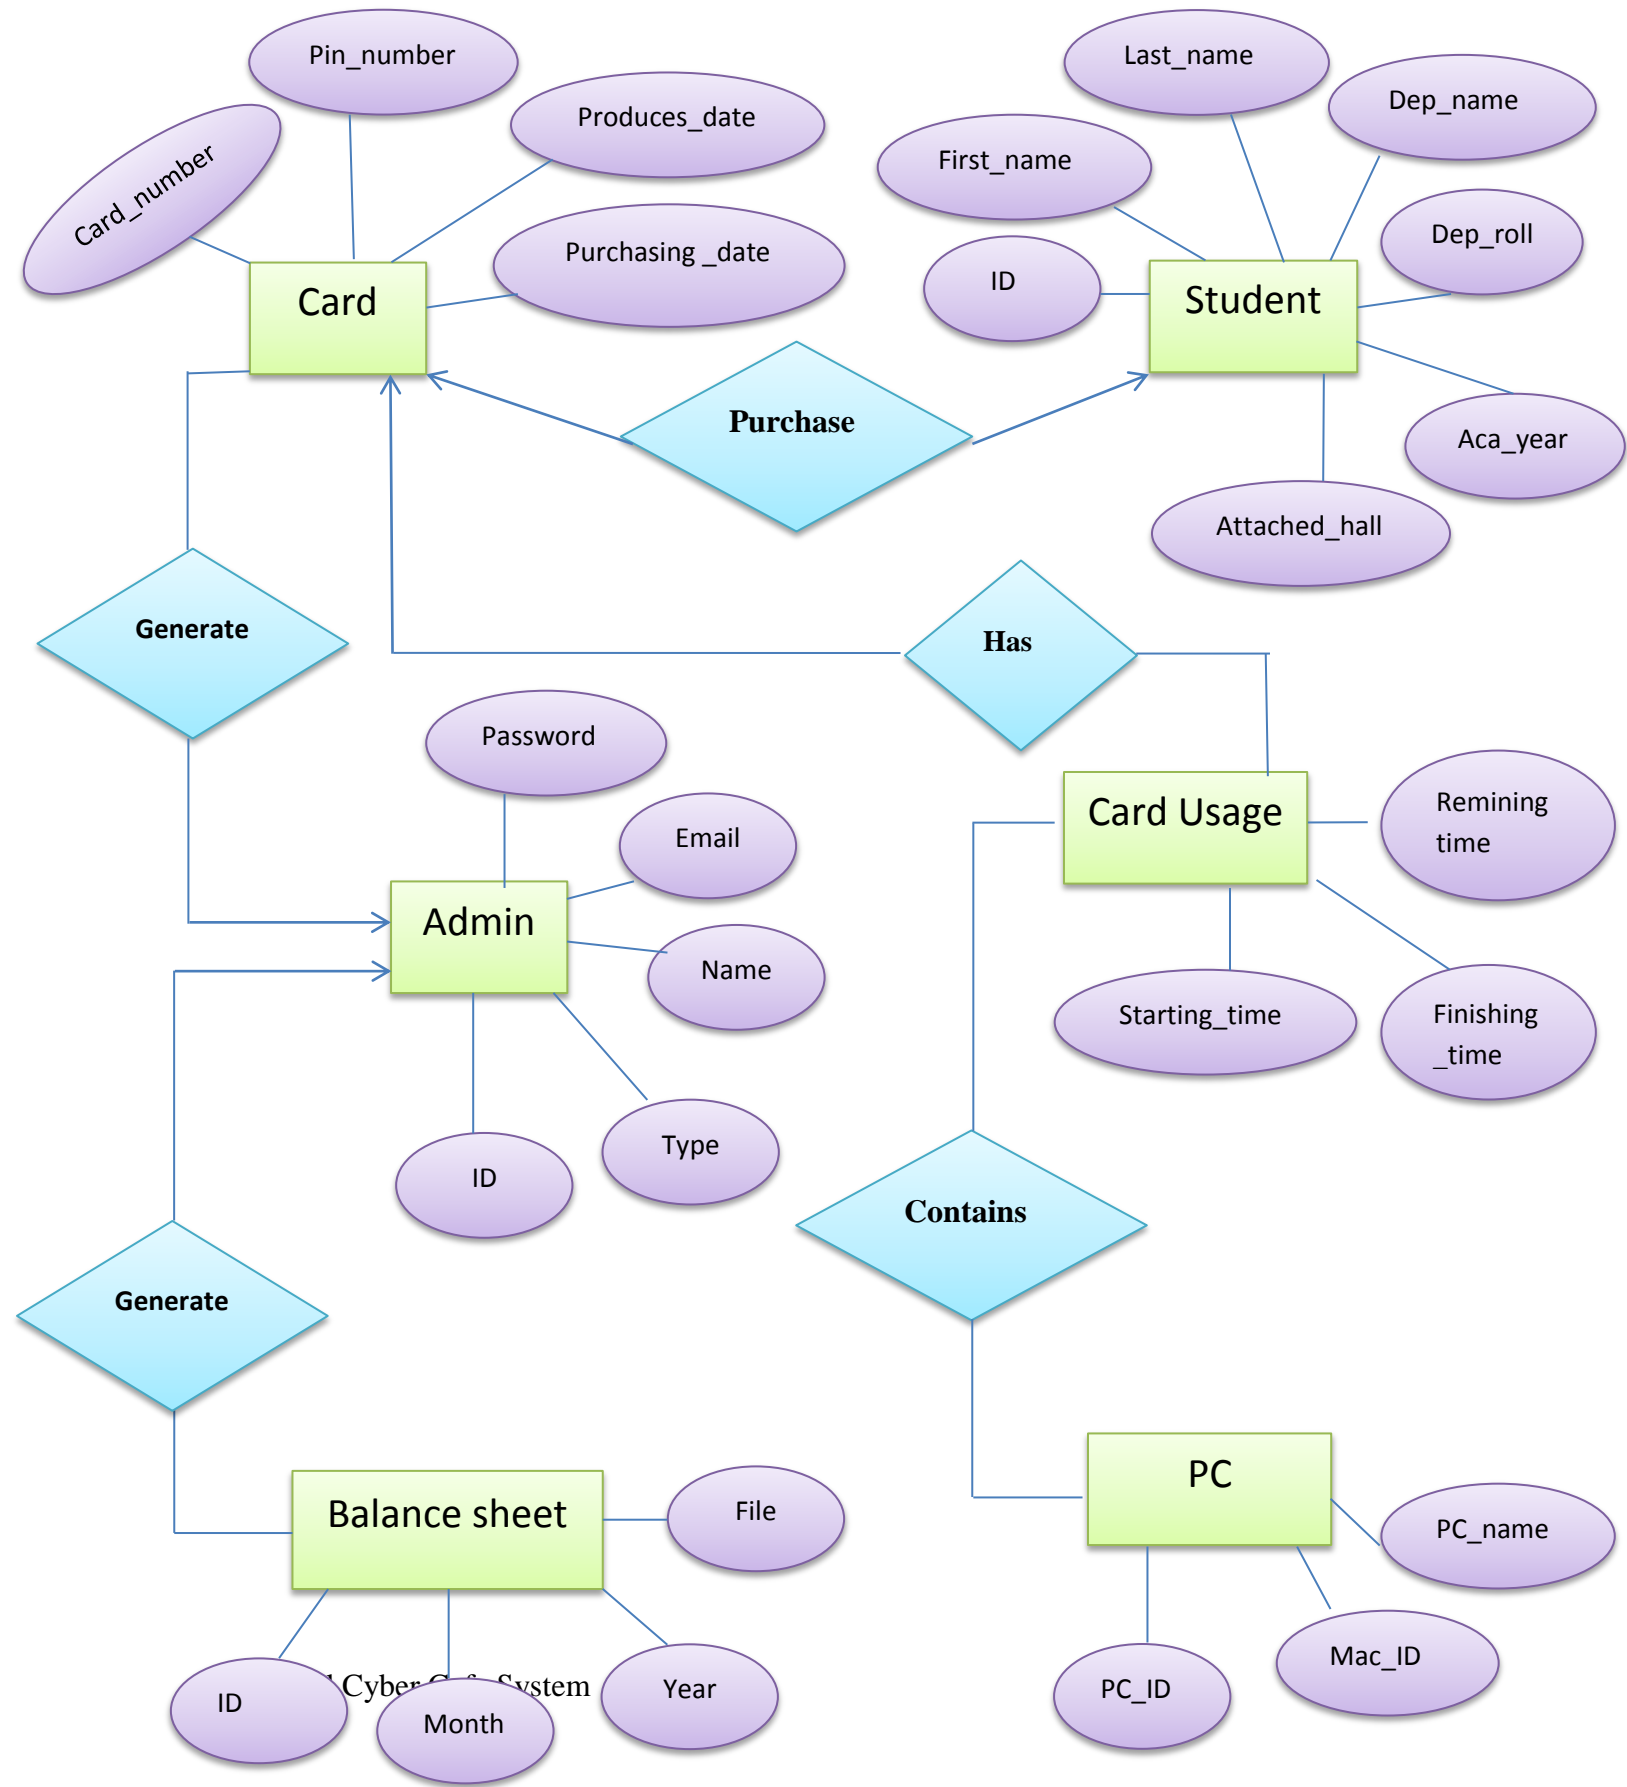 Pin_number
Last_name
Dep_name
Produces_date
First_name
Card_number
Dep_roll
Purchasing _date
ID
Card
Student
Purchase
Aca_year
Attached_hall
Generate
Has
Password
Remining
time
Card Usage
Email
Admin
Name
Starting_time
Finishing
_time
Type
ID
Contains
Generate
PC
File
Balance sheet
PC_name
Mac_ID
Cyber System
ID
Year
PC_ID
Month